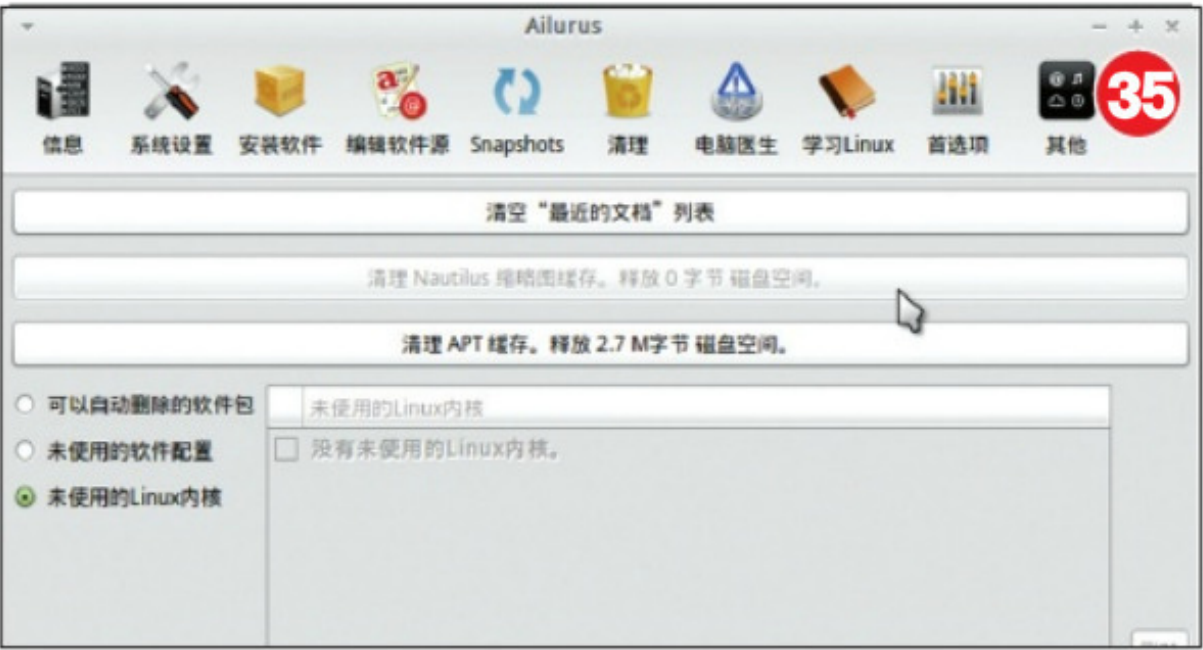 Ailurus
35
信息 系统设置 安装软件 编辑软件源 Snapshots 清理 电脑医生 学习Linux 首选项 其他
清空“最近的文档”列表
清理 Nautilus 缩略图缓存。释放 0 字节 磁盘空间。
清理 APT 缓存。释放 2.7 M字节 磁盘空间。
可以自动删除的软件包
未使用的软件配置
未使用的Linux内核
未使用的Linux内核
没有未使用的Linux内核。